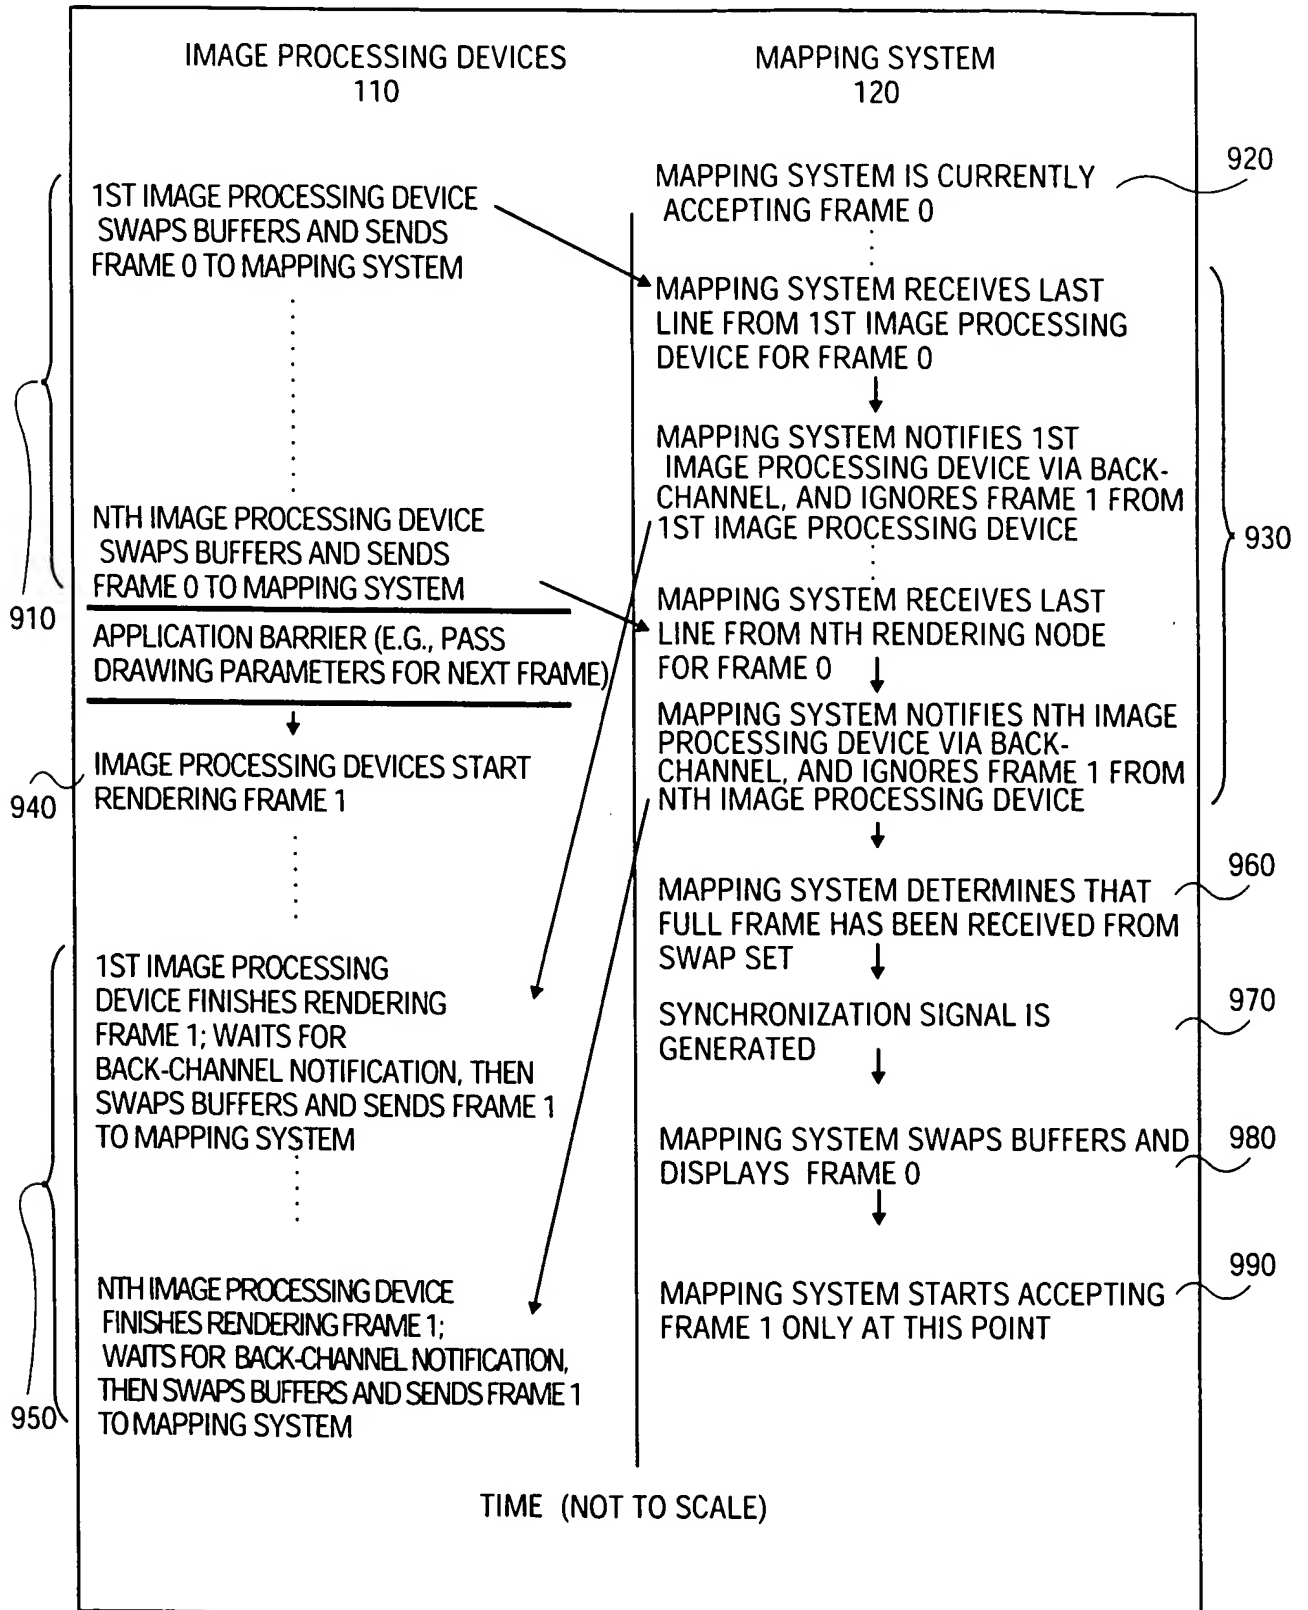 IMAGE PROCESSING DEVICES
110
1ST IMAGE PROCESSING DEVICE
SWAPS BUFFERS AND SENDS
FRAME 0 TO MAPPING SYSTEM
NTH IMAGE PROCESSING DEVICE
SWAPS BUFFERS AND SENDS
FRAME 0 TO MAPPING SYSTEM
910
APPLICATION BARRIER (E.G., PASS
DRAWING PARAMETERS FOR NEXT FRAME)
IMAGE PROCESSING DEVICES START
RENDERING FRAME 1
940
1ST IMAGE PROCESSING
DEVICE FINISHES RENDERING
FRAME 1; WAITS FOR
BACK-CHANNEL NOTIFICATION, THEN
SWAPS BUFFERS AND SENDS FRAME 1
TO MAPPING SYSTEM
NTH IMAGE PROCESSING DEVICE
FINISHES RENDERING FRAME 1;
WAITS FOR BACK-CHANNEL NOTIFICATION,
THEN SWAPS BUFFERS AND SENDS FRAME 1
TO MAPPING SYSTEM
950
MAPPING SYSTEM
120
MAPPING SYSTEM IS CURRENTLY
ACCEPTING FRAME 0
920
MAPPING SYSTEM RECEIVES LAST
LINE FROM 1ST IMAGE PROCESSING
DEVICE FOR FRAME 0
MAPPING SYSTEM NOTIFIES 1ST
IMAGE PROCESSING DEVICE VIA BACK-
CHANNEL, AND IGNORES FRAME 1 FROM
1ST IMAGE PROCESSING DEVICE
930
MAPPING SYSTEM RECEIVES LAST
LINE FROM NTH RENDERING NODE
FOR FRAME 0
MAPPING SYSTEM NOTIFIES NTH IMAGE
PROCESSING DEVICE VIA BACK-
CHANNEL, AND IGNORES FRAME 1 FROM
NTH IMAGE PROCESSING DEVICE
MAPPING SYSTEM DETERMINES THAT
FULL FRAME HAS BEEN RECEIVED FROM
SWAP SET
960
SYNCHRONIZATION SIGNAL IS
GENERATED
970
MAPPING SYSTEM SWAPS BUFFERS AND
DISPLAYS FRAME 0
980
MAPPING SYSTEM STARTS ACCEPTING
FRAME 1 ONLY AT THIS POINT
990
TIME (NOT TO SCALE)